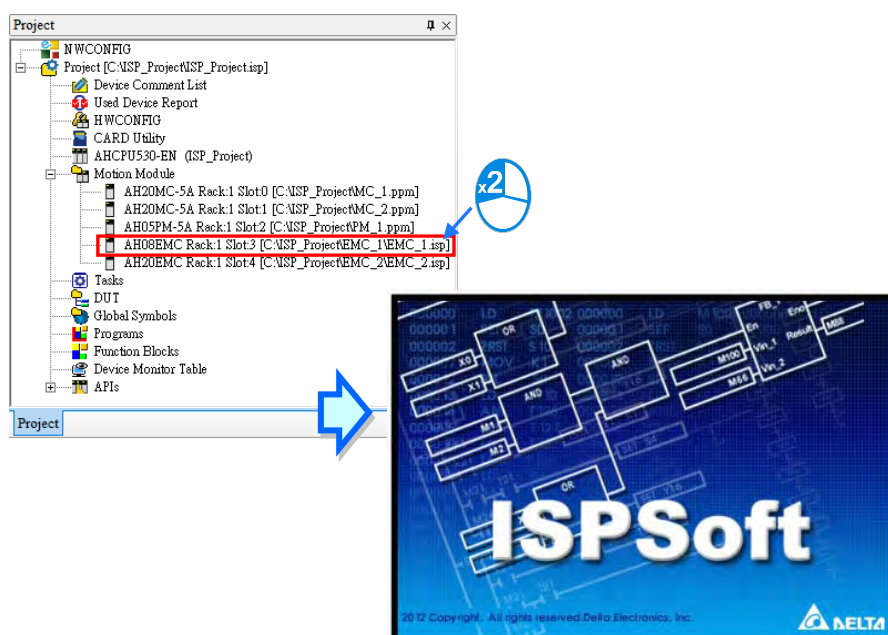 Project
NWCONFIG
Project [C:\ISP_Project\ISP_Project.isp]
Device Comment List
Used Device Report
HWCONFIG
CARD Utility
AHCPU530-EN (ISP_Project)
Motion Module
AH20MC-5A Rack:1 Slot:0 [C:\ISP_Project\MC_1.ppm]
AH20MC-5A Rack:1 Slot:1 [C:\ISP_Project\MC_2.ppm]
AH05PM-5A Rack:1 Slot:2 [C:\ISP_Project\PM_1.ppm]
AH08EMC Rack:1 Slot:3 [C:\ISP_Project\EMC_1\EMC_1.isp]
AH20EMC Rack:1 Slot:4 [C:\ISP_Project\EMC_2\EMC_2.isp]
Tasks
DUT
Global Symbols
Programs
Function Blocks
Device Monitor Table
APIs
Project
x2
OR
X0
X1
AND
M1
M2
AND
OR
FB_1
En
Eno
Vin_1
Vin_2
Result
M88
M100
M66
ISPSoft
2012 Copyright. All rights reserved.Delta Electronics, Inc.
DELTA